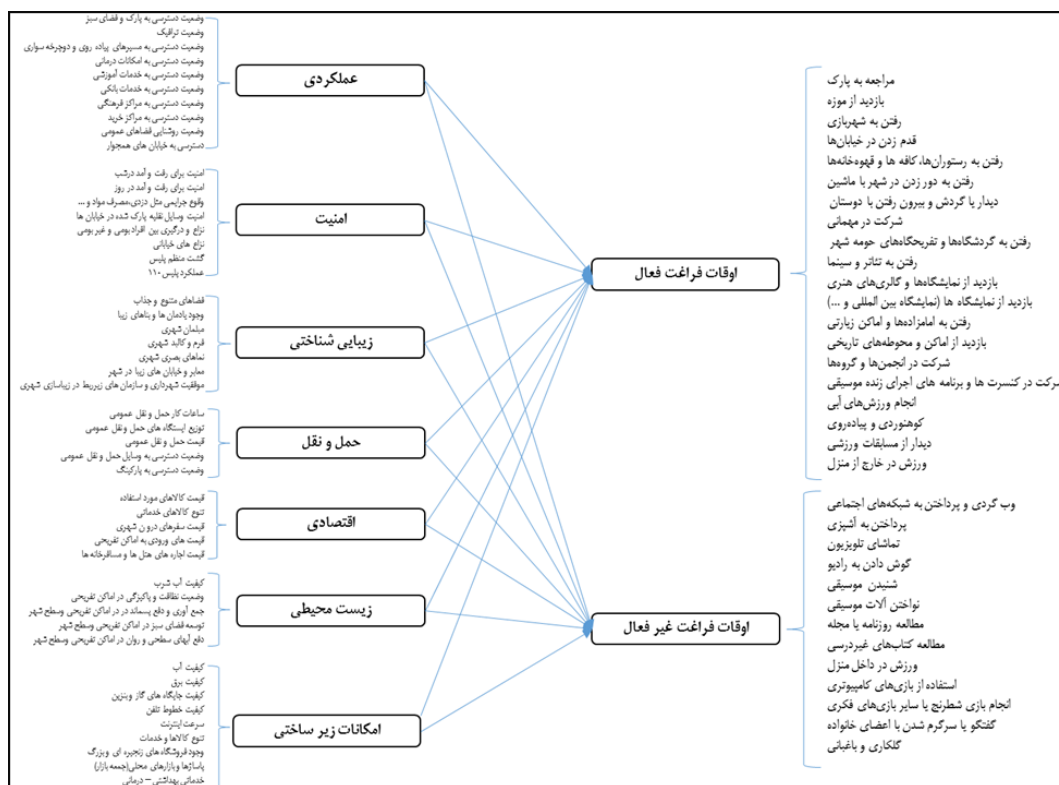 مراجعه به پارک
بازدید از موزه
رفتن به شهربازی
قدم زدن در خیابان‌ها
رفتن به رستوران‌ها، کافه ها و قهوه‌خانه‌ها
رفتن به دور زدن در شهر با ماشین
دیدار یا گردش و بیرون رفتن با دوستان
شرکت در مهمانی
رفتن به گردشگاه‌ها و تفریحگاه‌های حومه شهر
رفتن به تئاتر و سینما
بازدید از نمایشگاه‌ها و گالری‌های هنری
بازدید از نمایشگاه ها (نمایشگاه بین المللی و ...)
رفتن به امامزاده‌ها و اماکن زیارتی
بازدید از اماکن و محوطه‌های تاریخی
شرکت در انجمن‌ها و گروه‌ها
شرکت در کنسرت ها و برنامه های اجرای زنده موسیقی
انجام ورزش‌های آبی
کوهنوردی و پیاده‌روی
دیدار از مسابقات ورزشی
ورزش در خارج از منزل
وب گردی و پرداختن به شبکه‌های اجتماعی
پرداختن به آشپزی
تماشای تلویزیون
گوش دادن به رادیو
شنیدن موسیقی
نواختن آلات موسیقی
مطالعه روزنامه یا مجله
مطالعه کتاب‌های غیردرسی
ورزش در داخل منزل
استفاده از بازی‌های کامپیوتری
انجام بازی شطرنج یا سایر بازی‌های فکری
گفتگو یا سرگرم شدن با اعضای خانواده
گلکاری و باغبانی
اوقات فراغت فعال
اوقات فراغت غیر فعال
عملکردی
وضعیت دسترسی به پارک و فضای سبز
وضعیت ترافیک
وضعیت دسترسی به مسیرهای پیاده روی و دوچرخه سواری
وضعیت دسترسی به امکانات درمانی
وضعیت دسترسی به خدمات آموزشی
وضعیت دسترسی به خدمات بانکی
وضعیت دسترسی به مراکز فرهنگی
وضعیت دسترسی به مراکز خرید
وضعیت روشنایی فضاهای عمومی
دسترسی به خیابان های همجوار
امنیت
امنیت برای رفت و آمد درشب
امنیت برای رفت و آمد در روز
وقوع جرایمی مثل دزدی،مصرف مواد و ...
امنیت وسایل نقلیه پارک شده در خیابان ها
نزاع و درگیری بین افراد بومی و غیر بومی
نزاع های خیابانی
گشت منظم پلیس
عملکرد پلیس ۱۱۰
زیبایی شناختی
فضاهای متنوع و جذاب
وجود یادمان ها و بناهای زیبا
مبلمان شهری
فرم و کالبد شهری
نماهای بصری شهری
معابر و خیابان های زیبا در شهر
موفقیت شهرداری و سازمان های زیربط در زیباسازی شهری
حمل و نقل
ساعات کار حمل و نقل عمومی
توزیع ایستگاه های حمل ونقل عمومی
قیمت حمل و نقل عمومی
وضعیت دسترسی به وسایل حمل و نقل عمومی
وضعیت دسترسی به پارکینگ
اقتصادی
قیمت کالاهای مورد استفاده
تنوع کالاهای خدماتی
قیمت سفرهای درو ن شهری
قیمت های ورودی به اماکن تفریحی
قیمت اجاره های هتل ها و مسافرخانه ها
زیست محیطی
کیفیت آب شرب
وضعیت نظافت و پاکیزگی در اماکن تفریحی
جمع آوری و دفع پسماند در در اماکن تفریحی وسطح شهر
توسعه فضای سبز در اماکن تفریحی وسطح شهر
دفع آبهای سطحی و روان در اماکن تفریحی وسطح شهر
امکانات زیر ساختی
کیفیت آب
کیفیت برق
کیفیت جایگاه های گاز وبنزین
کیفیت خطوط تلفن
سرعت اینترنت
تنوع کالاها و خدمات
وجود فروشگاه های زنجیره ای و بزرگ
پاساژها و بازارهای محلی(جمعه بازار)
خدماتی بهداشتی – درمانی